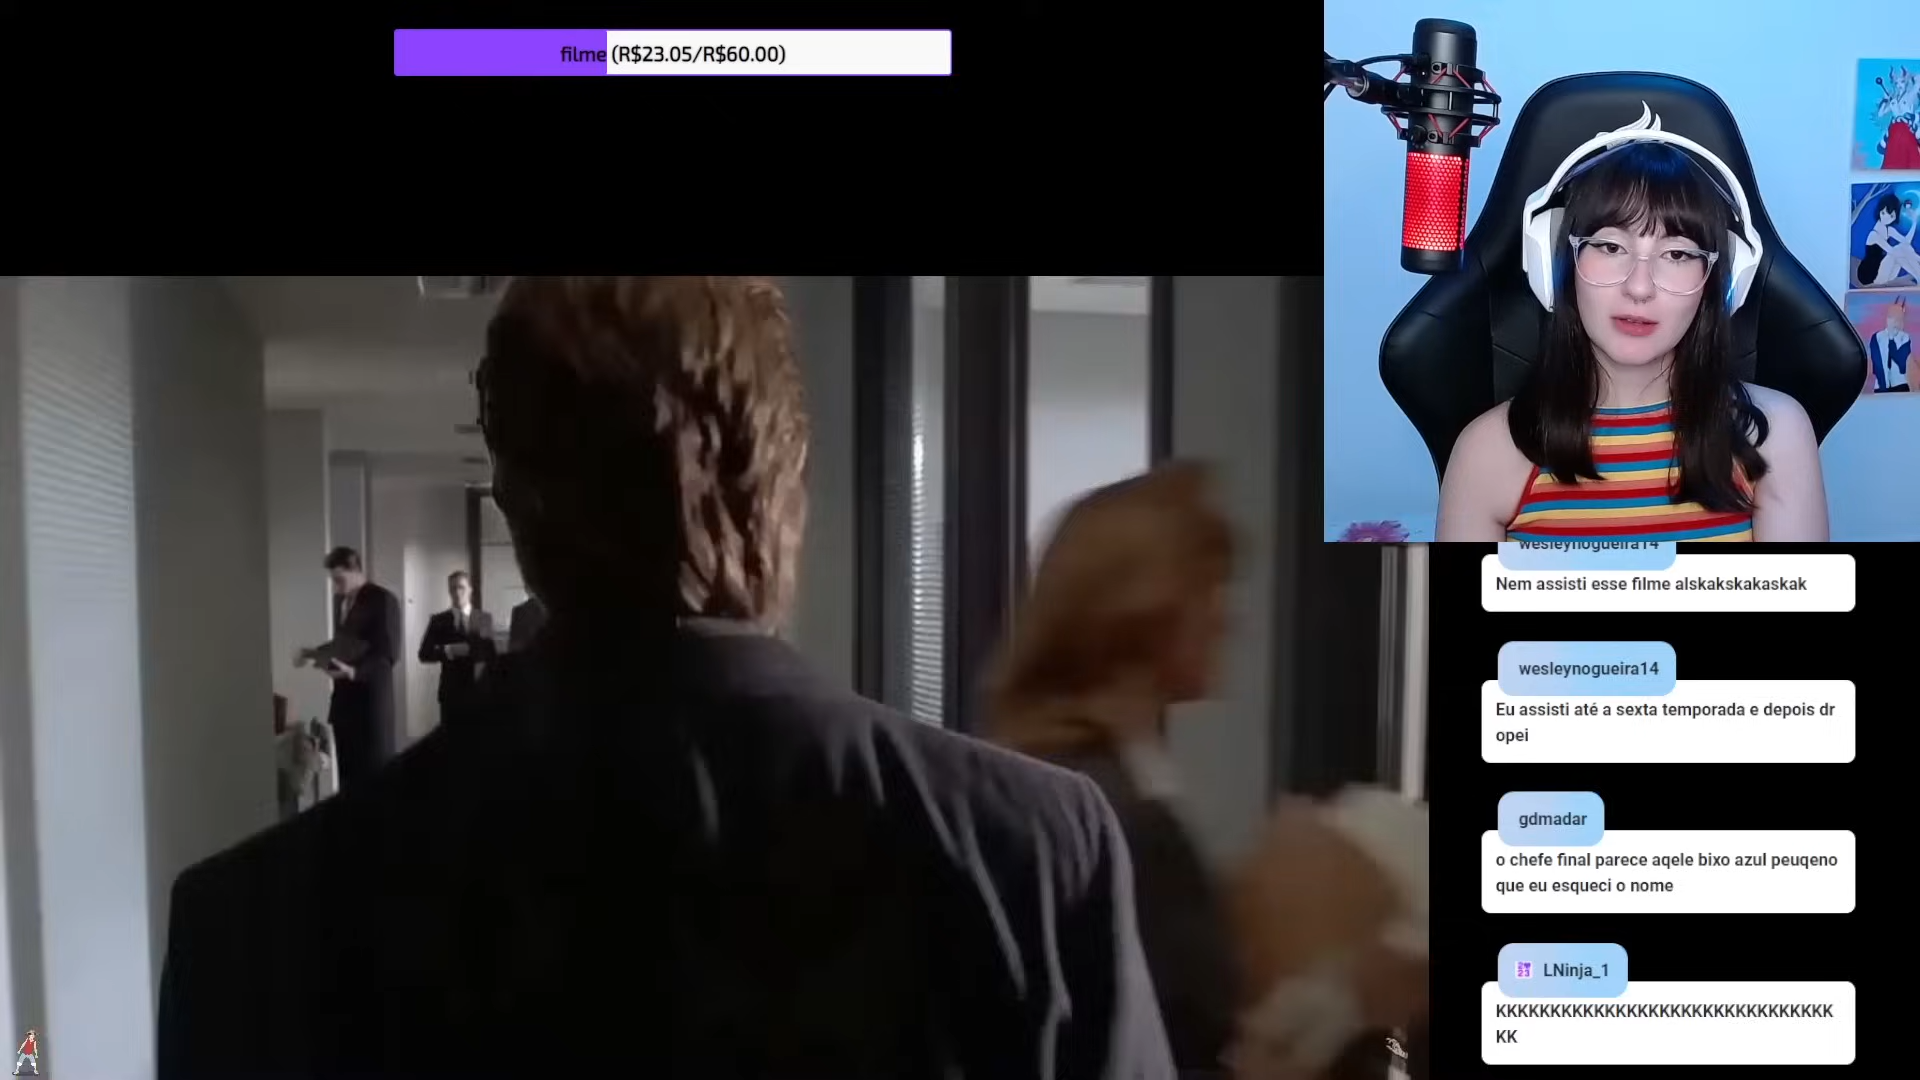 filme (R$23.05/R$60.00)
wesleynogueira14
Nem assisti esse filme alskakskakaskak
wesleynogueira14
Eu assisti até a sexta temporada e depois dr
opei
gdmadar
o chefe final parece aqele bixo azul peuqeno
que eu esqueci o nome
LNinja_1
KKKKKKKKKKKKKKKKKKKKKKKKKKKKKKK
KK